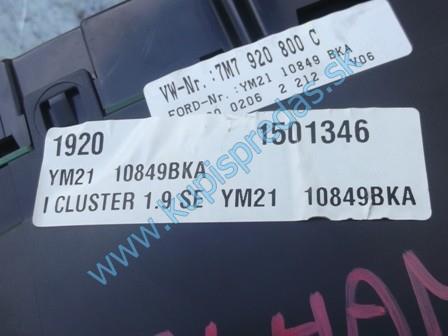 VW-Nr.:7M7 920 800 C
FORD-Nr.:YM21 10849 BKA
0206 2 212 Y06
1920 1501346
YM21 10849BKA
I CLUSTER 1.9 SE YM21 10849BKA
www.kupispredas.sk